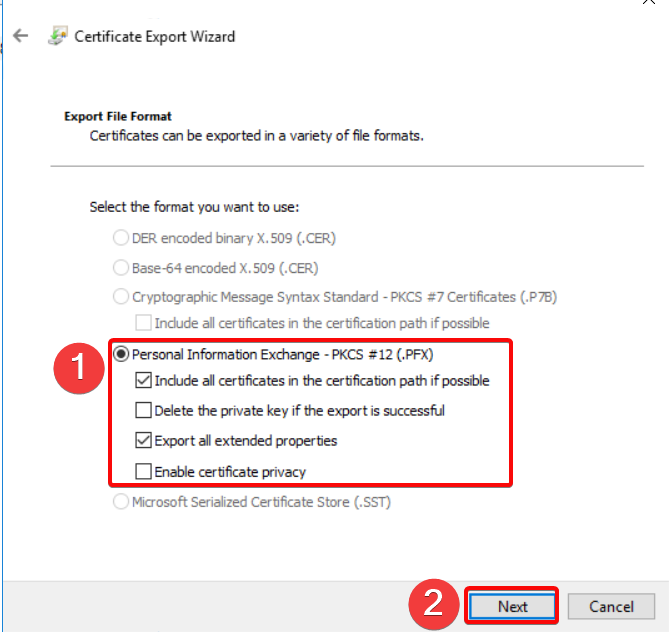 Certificate Export Wizard
Export File Format
Certificates can be exported in a variety of file formats.
Select the format you want to use:
DER encoded binary X.509 (.CER)
Base-64 encoded X.509 (.CER)
Cryptographic Message Syntax Standard - PKCS #7 Certificates (.P7B)
Include all certificates in the certification path if possible
1
Personal Information Exchange - PKCS #12 (.PFX)
Include all certificates in the certification path if possible
Delete the private key if the export is successful
Export all extended properties
Enable certificate privacy
Microsoft Serialized Certificate Store (.SST)
2 Next Cancel